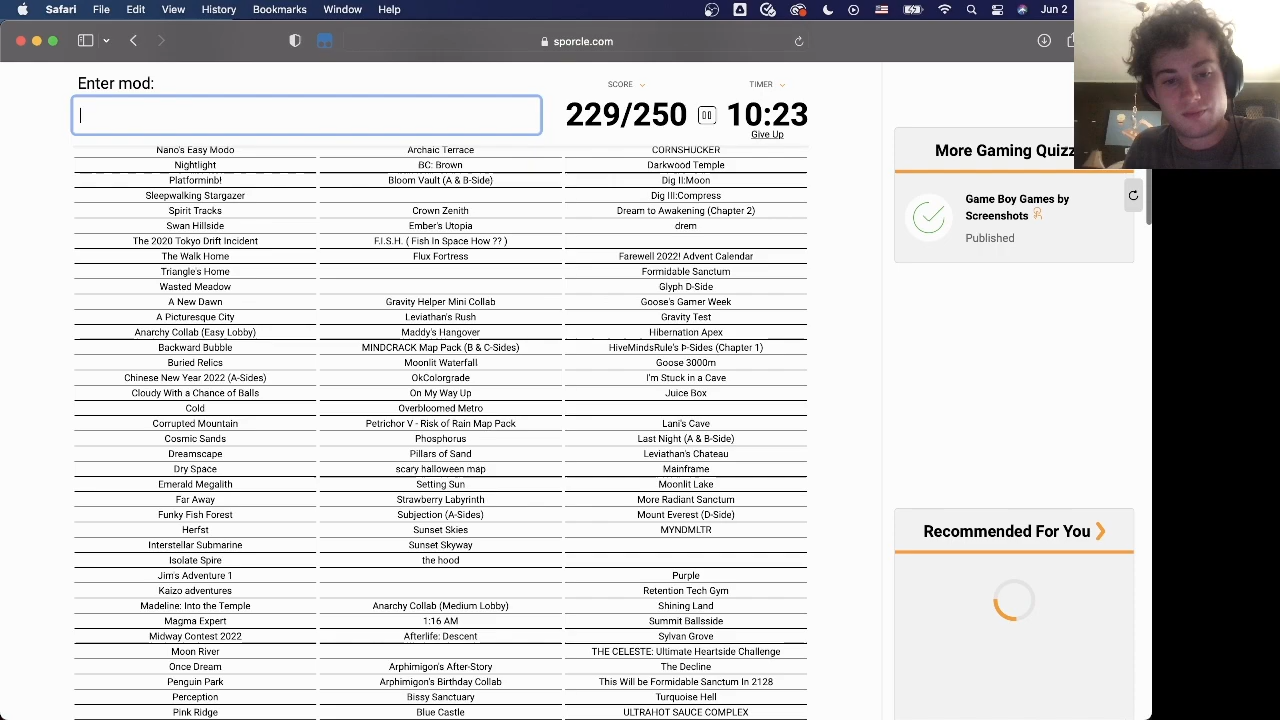 Safari File Edit View History Bookmarks Window Help Jun 2
sporcle.com
Enter mod:
SCORE TIMER
229/250 10:23
Give Up
Nano's Easy Modo Archaic Terrace CORNSHUCKER
Nightlight BC: Brown Darkwood Temple
Platforminb! Bloom Vault (A & B-Side) Dig II:Moon
Sleepwalking Stargazer Dig III:Compress
Spirit Tracks Crown Zenith Dream to Awakening (Chapter 2)
Swan Hillside Ember's Utopia drem
The 2020 Tokyo Drift Incident F.I.S.H. ( Fish In Space How ?? )
The Walk Home Flux Fortress Farewell 2022! Advent Calendar
Triangle's Home Formidable Sanctum
Wasted Meadow Glyph D-Side
A New Dawn Gravity Helper Mini Collab Goose's Gamer Week
A Picturesque City Leviathan's Rush Gravity Test
Anarchy Collab (Easy Lobby) Maddy's Hangover Hibernation Apex
Backward Bubble MINDCRACK Map Pack (B & C-Sides) HiveMindsRule's Þ-Sides (Chapter 1)
Buried Relics Moonlit Waterfall Goose 3000m
Chinese New Year 2022 (A-Sides) OkColorgrade I'm Stuck in a Cave
Cloudy With a Chance of Balls On My Way Up Juice Box
Cold Overbloomed Metro
Corrupted Mountain Petrichor V - Risk of Rain Map Pack Lani's Cave
Cosmic Sands Phosphorus Last Night (A & B-Side)
Dreamscape Pillars of Sand Leviathan's Chateau
Dry Space scary halloween map Mainframe
Emerald Megalith Setting Sun Moonlit Lake
Far Away Strawberry Labyrinth More Radiant Sanctum
Funky Fish Forest Subjection (A-Sides) Mount Everest (D-Side)
Herfst Sunset Skies MYNDMLTR
Interstellar Submarine Sunset Skyway
Isolate Spire the hood
Jim's Adventure 1 Purple
Kaizo adventures Retention Tech Gym
Madeline: Into the Temple Anarchy Collab (Medium Lobby) Shining Land
Magma Expert 1:16 AM Summit Ballsside
Midway Contest 2022 Afterlife: Descent Sylvan Grove
Moon River THE CELESTE: Ultimate Heartside Challenge
Once Dream Arphimigon's After-Story The Decline
Penguin Park Arphimigon's Birthday Collab This Will be Formidable Sanctum In 2128
Perception Bissy Sanctuary Turquoise Hell
Pink Ridge Blue Castle ULTRAHOT SAUCE COMPLEX
More Gaming Quizz
Game Boy Games by
Screenshots
Published
Recommended For You